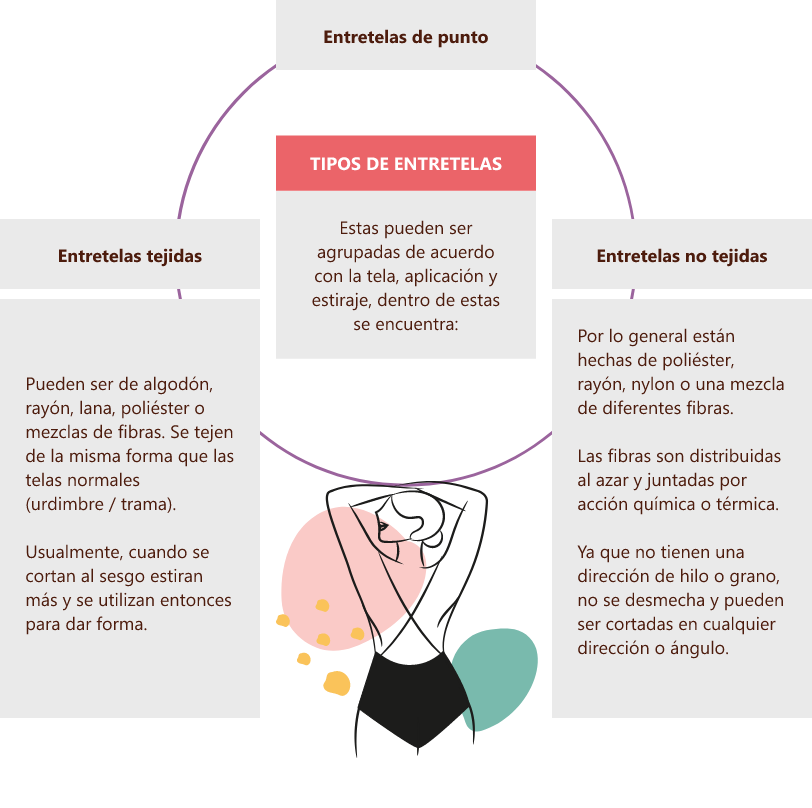 Entretelas de punto
TIPOS DE ENTRETELAS
Estas pueden ser
agrupadas de acuerdo
con la tela, aplicación y
estiraje, dentro de estas
se encuentra:
Entretelas tejidas
Pueden ser de algodón,
rayón, lana, poliéster o
mezclas de fibras. Se tejen
de la misma forma que las
telas normales
(urdimbre / trama).
Usualmente, cuando se
cortan al sesgo estiran
más y se utilizan entonces
para dar forma.
Entretelas no tejidas
Por lo general están
hechas de poliéster,
rayón, nylon o una mezcla
de diferentes fibras.
Las fibras son distribuidas
al azar y juntadas por
acción química o térmica.
Ya que no tienen una
dirección de hilo o grano,
no se desmecha y pueden
ser cortadas en cualquier
dirección o ángulo.